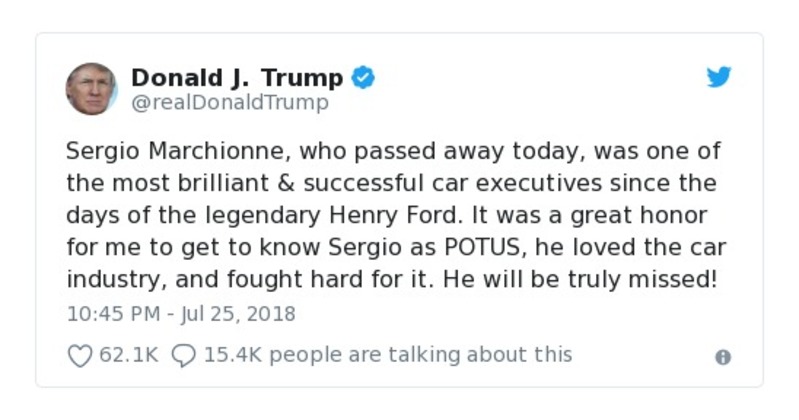 Donald J. Trump
@realDonaldTrump
Sergio Marchionne, who passed away today, was one of
the most brilliant & successful car executives since the
days of the legendary Henry Ford. It was a great honor
for me to get to know Sergio as POTUS, he loved the car
industry, and fought hard for it. He will be truly missed!
10:45 PM - Jul 25, 2018
62.1K 15.4K people are talking about this